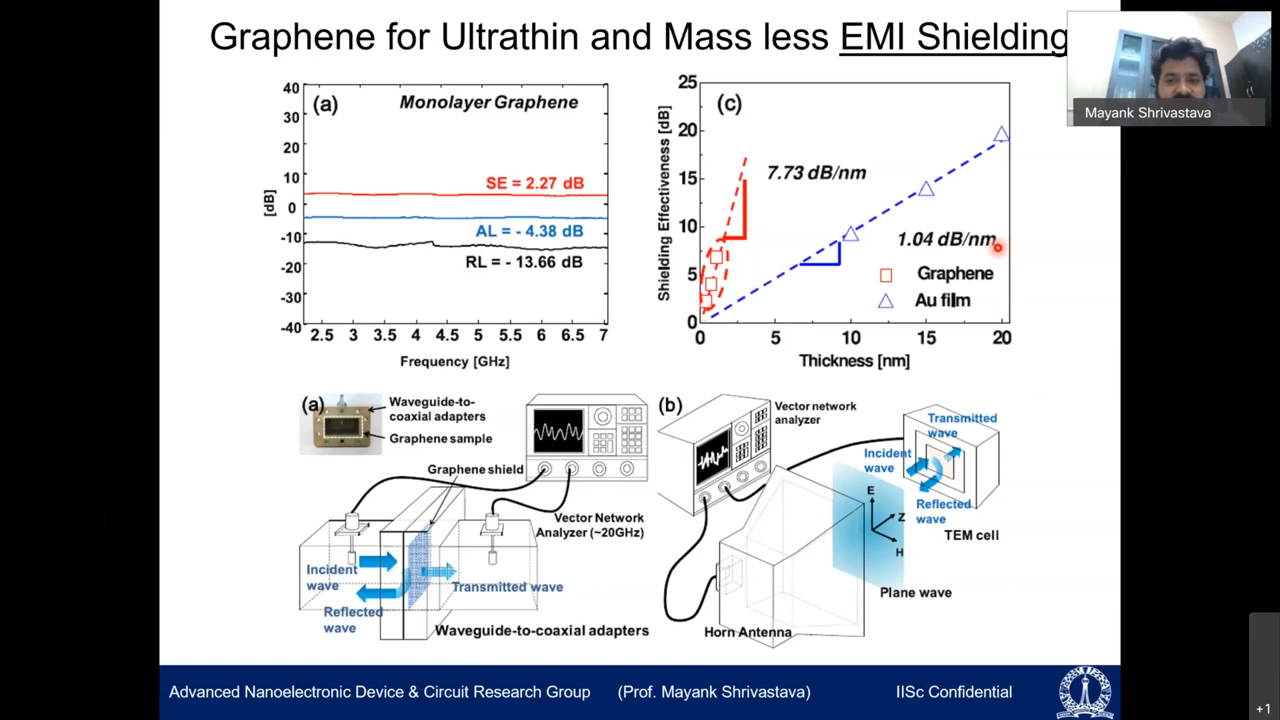 Graphene for Ultrathin and Mass less EMI Shielding
Mayank Shrivastava
(a)
Monolayer Graphene
40
30
20
10
0
-10
-20
-30
-40
[dB]
SE = 2.27 dB
AL = - 4.38 dB
RL = - 13.66 dB
2.5 3 3.5 4 4.5 5 5.5 6 6.5 7
Frequency [GHz]
(c)
25
20
15
10
5
0
Shielding Effectiveness [dB]
7.73 dB/nm
1.04 dB/nm
Graphene
Au film
0 5 10 15 20
Thickness [nm]
(a)
Waveguide-to-
coaxial adapters
Graphene sample
Graphene shield
Vector Network
Analyzer (~20GHz)
Incident
wave
Transmitted wave
Reflected
wave
Waveguide-to-coaxial adapters
(b)
Vector network
analyzer
Transmitted
wave
Incident
wave
Reflected
wave
TEM cell
E
Z
H
Plane wave
Horn Antenna
Advanced Nanoelectronic Device & Circuit Research Group (Prof. Mayank Shrivastava) IISc Confidential
+1